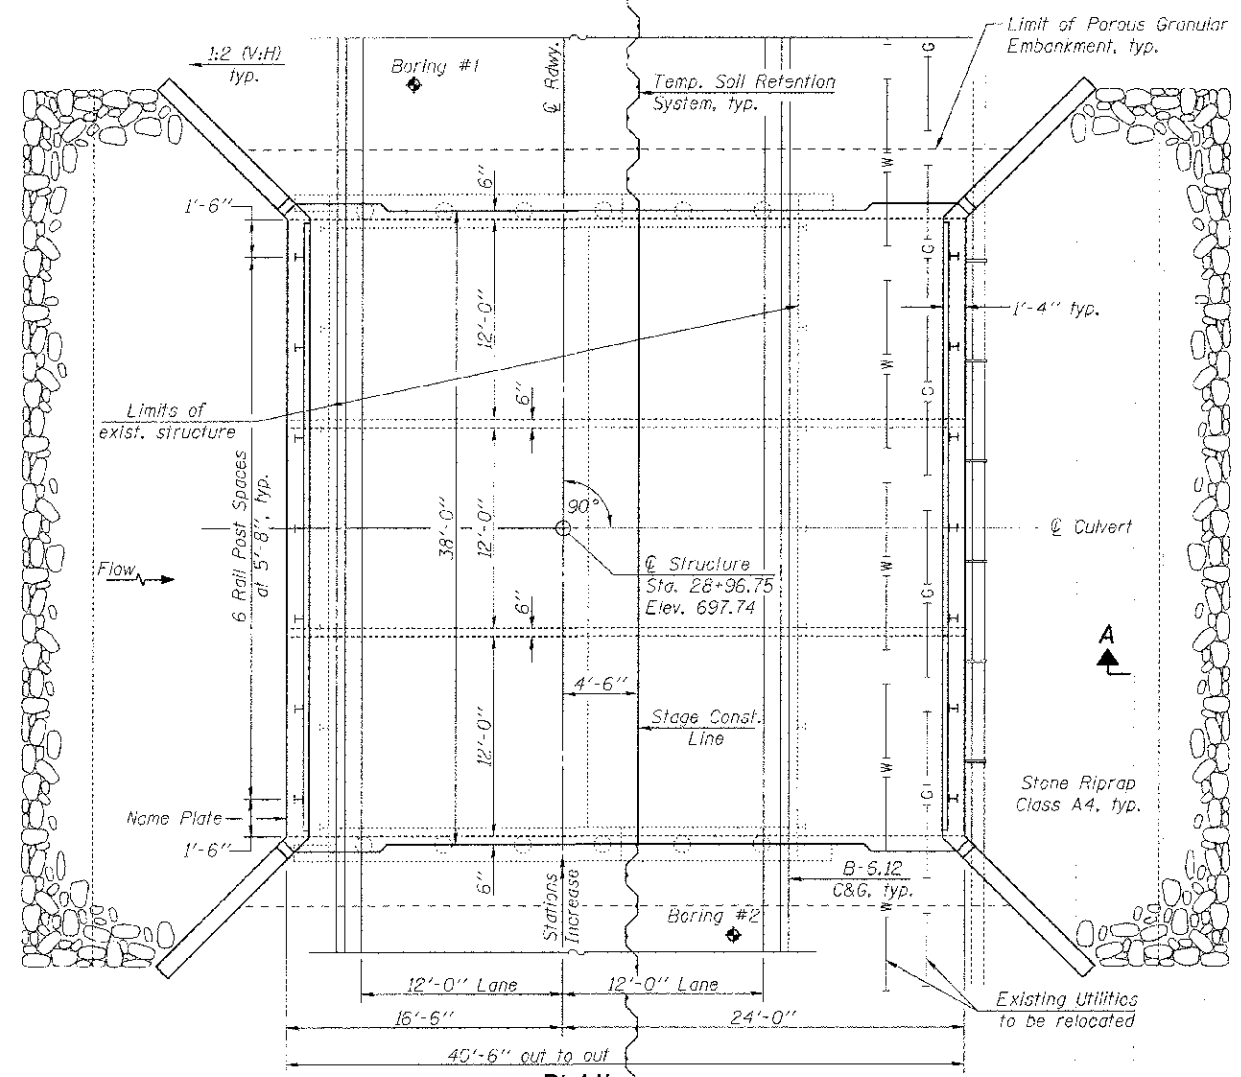 1:2 (V:H)
typ.
Boring #1
℄ Rdwy.
Temp. Soil Retention
System, typ.
Limit of Porous Granular
Embankment, typ.
G
W
6"
1'-6"
G
12'-0"
1'-4" typ.
W
G
6"
Limits of
exist. structure
6 Rail Post Spaces
at 5'-8", typ.
90°
38'-0"
12'-0"
℄ Culvert
℄ Structure
Sta. 28+96.75
Elev. 697.74
Flow
W
G
6"
A
4'-6"
Stage Const.
Line
12'-0"
W
G
Stone Riprap
Class A4, typ.
Name Plate
1'-6"
6"
Stations
Increase
B-6.12
C&G, typ.
W
Boring #2
12'-0" Lane
12'-0" Lane
Existing Utilities
to be relocated
16'-6"
24'-0"
40'-6" out to out